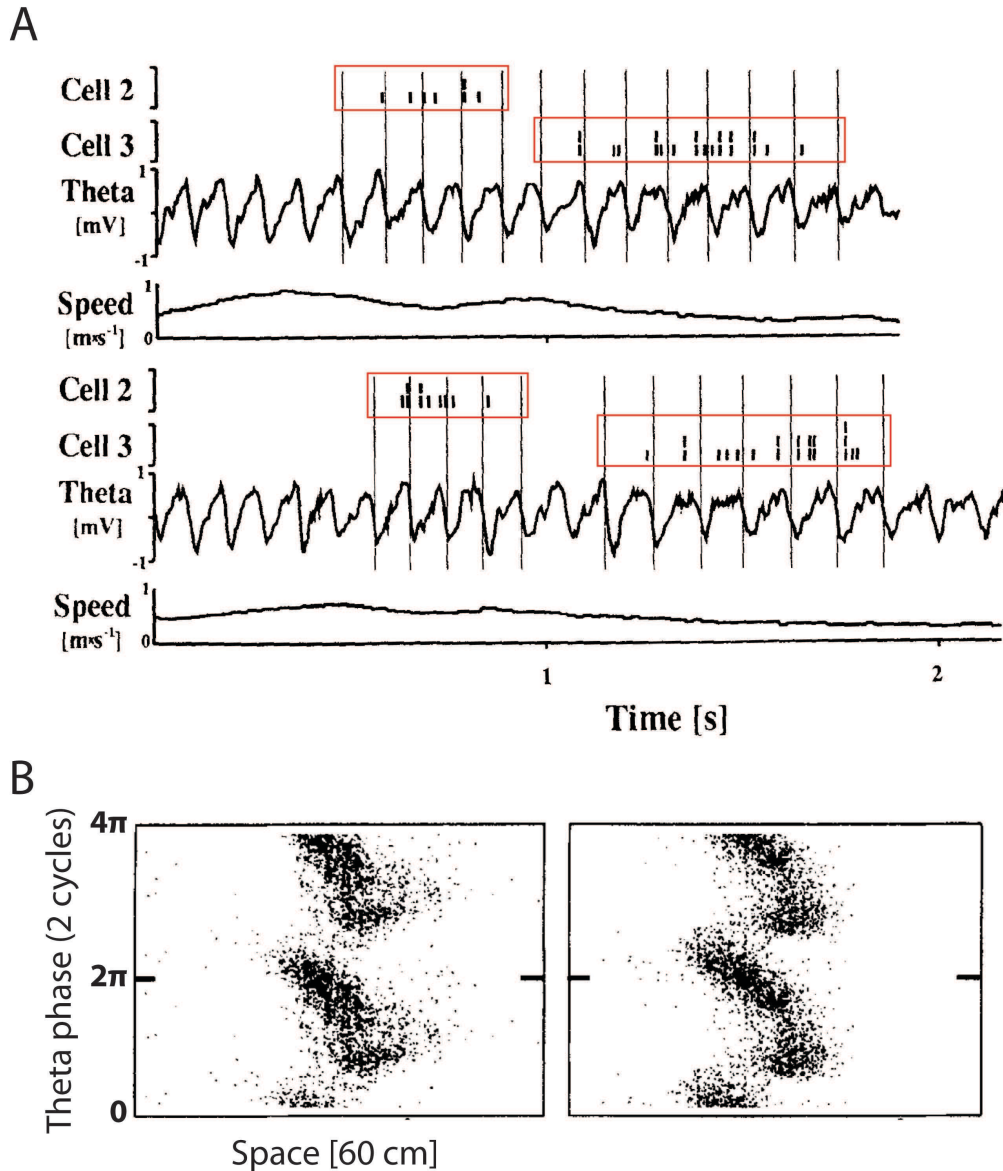 A
Cell 2
Cell 3
Theta
[mV]
1
-1
Speed
[m×s⁻¹]
1
0
Cell 2
Cell 3
Theta
[mV]
1
-1
Speed
[m×s⁻¹]
1
0
1
2
Time [s]
B
Theta phase (2 cycles)
4π
2π
0
Space [60 cm]